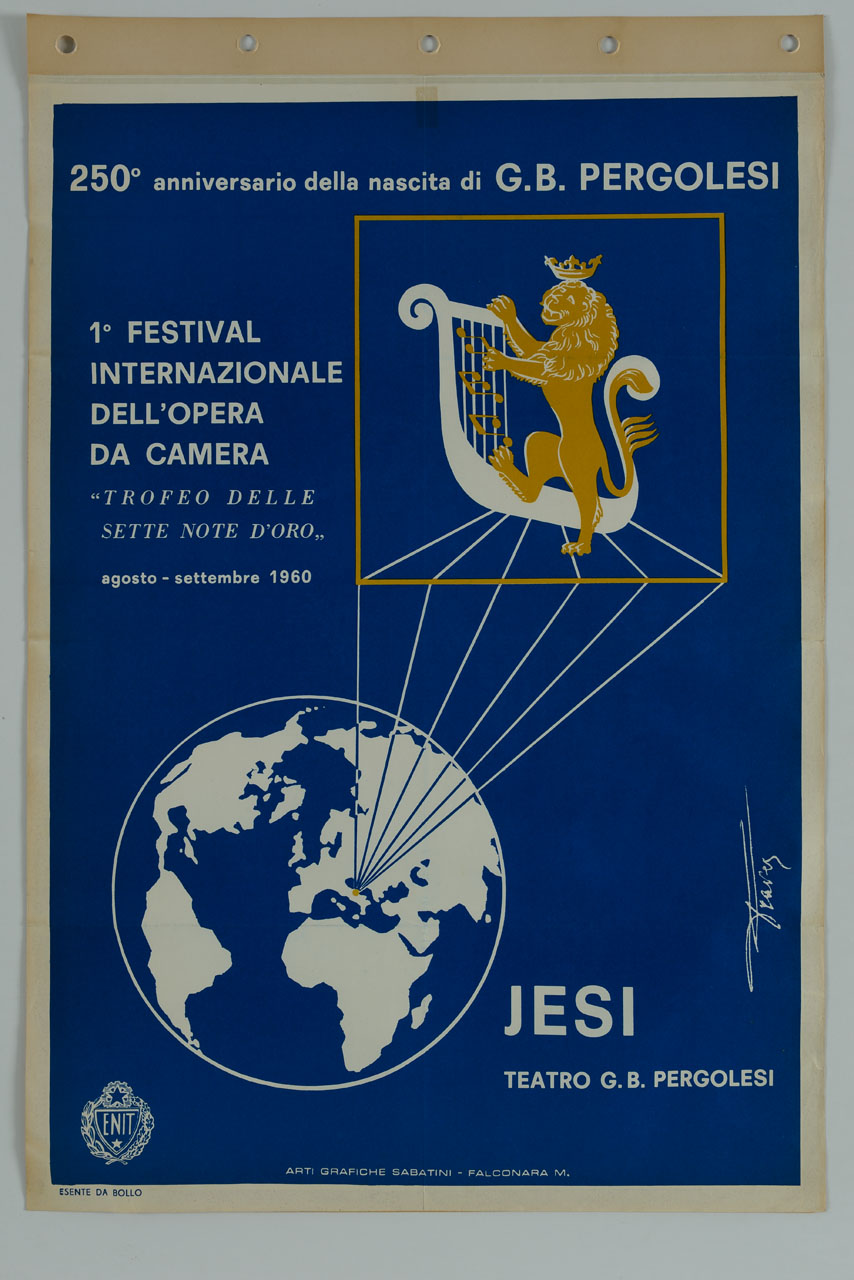 250° anniversario della nascita di G.B. PERGOLESI
1° FESTIVAL
INTERNAZIONALE
DELL'OPERA
DA CAMERA
“TROFEO DELLE
SETTE NOTE D'ORO„
agosto - settembre 1960
JESI
TEATRO G.B. PERGOLESI
ENIT
ARTI GRAFICHE SABATINI - FALCONARA M.
ESENTE DA BOLLO